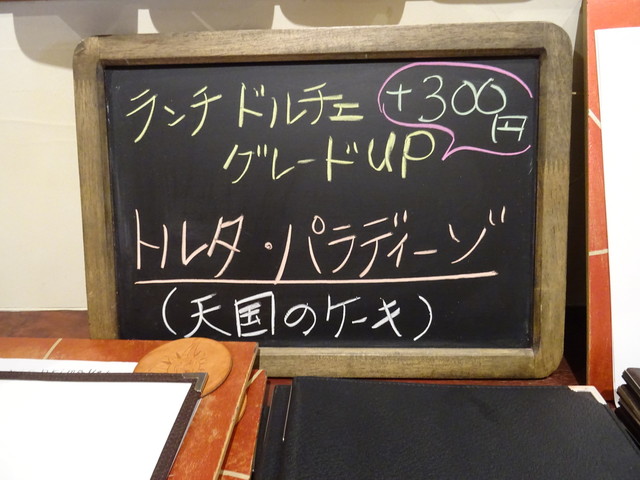 ランチ ドルチェ +300円
グレードUP
トルタ・パラディーゾ
(天国のケーキ)